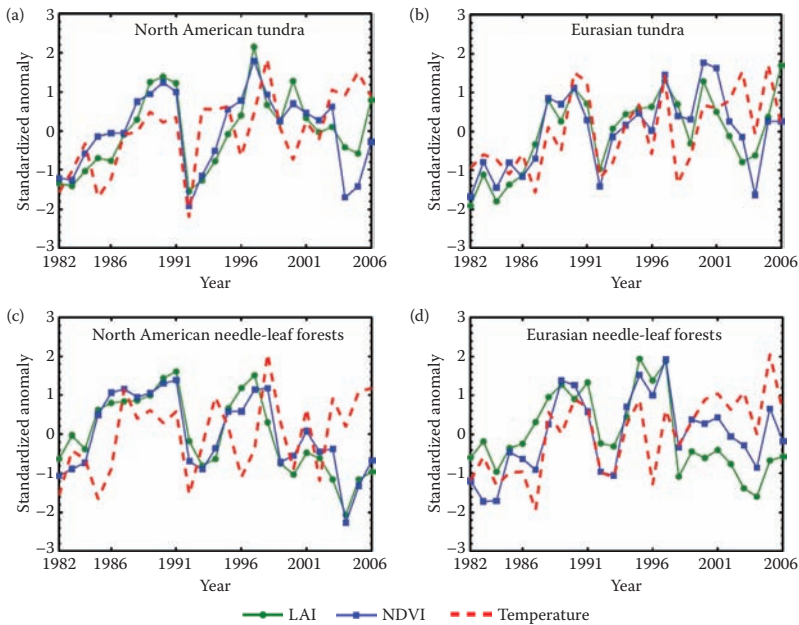 (a)
North American tundra
Standardized anomaly
3
2
1
0
−1
−2
−3
1982 1986 1991 1996 2001 2006
Year
(b)
Eurasian tundra
Standardized anomaly
3
2
1
0
−1
−2
−3
1982 1986 1991 1996 2001 2006
Year
(c)
North American needle-leaf forests
Standardized anomaly
3
2
1
0
−1
−2
−3
1982 1986 1991 1996 2001 2006
Year
(d)
Eurasian needle-leaf forests
Standardized anomaly
3
2
1
0
−1
−2
−3
1982 1986 1991 1996 2001 2006
Year
LAI NDVI Temperature